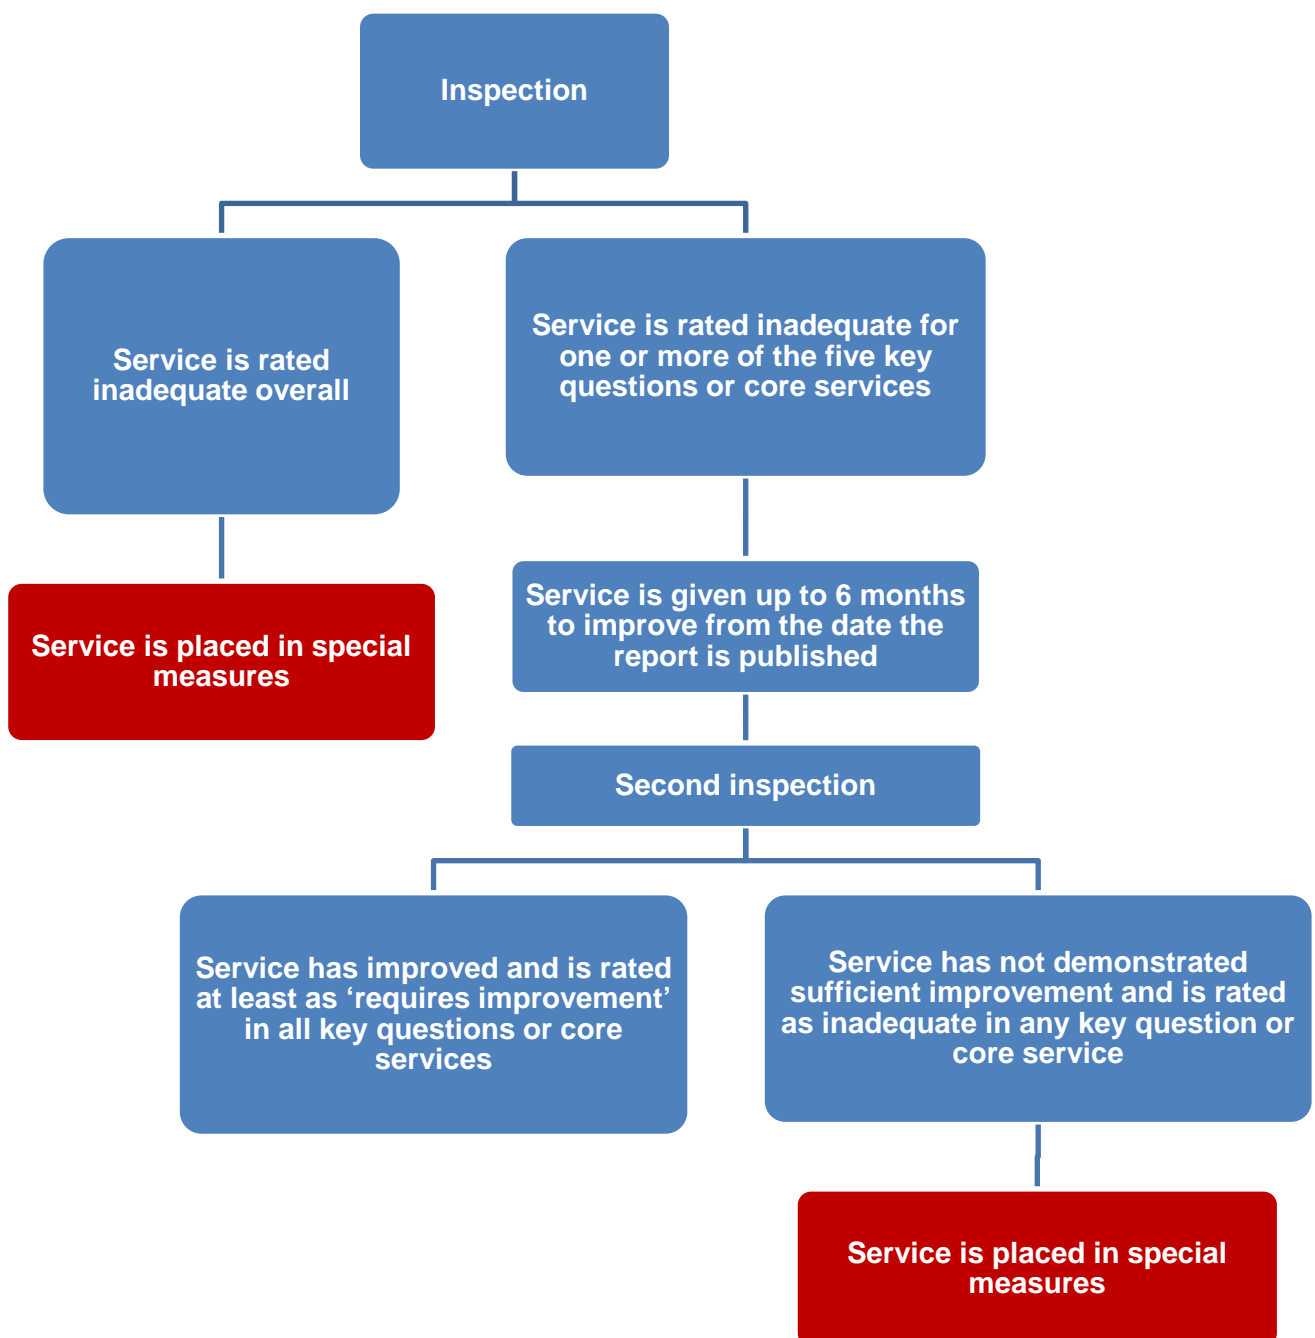 Inspection
Service is rated
inadequate overall
Service is rated inadequate for
one or more of the five key
questions or core services
Service is placed in special
measures
Service is given up to 6 months
to improve from the date the
report is published
Second inspection
Service has improved and is rated
at least as ‘requires improvement’
in all key questions or core
services
Service has not demonstrated
sufficient improvement and is rated
as inadequate in any key question or
core service
Service is placed in special
measures